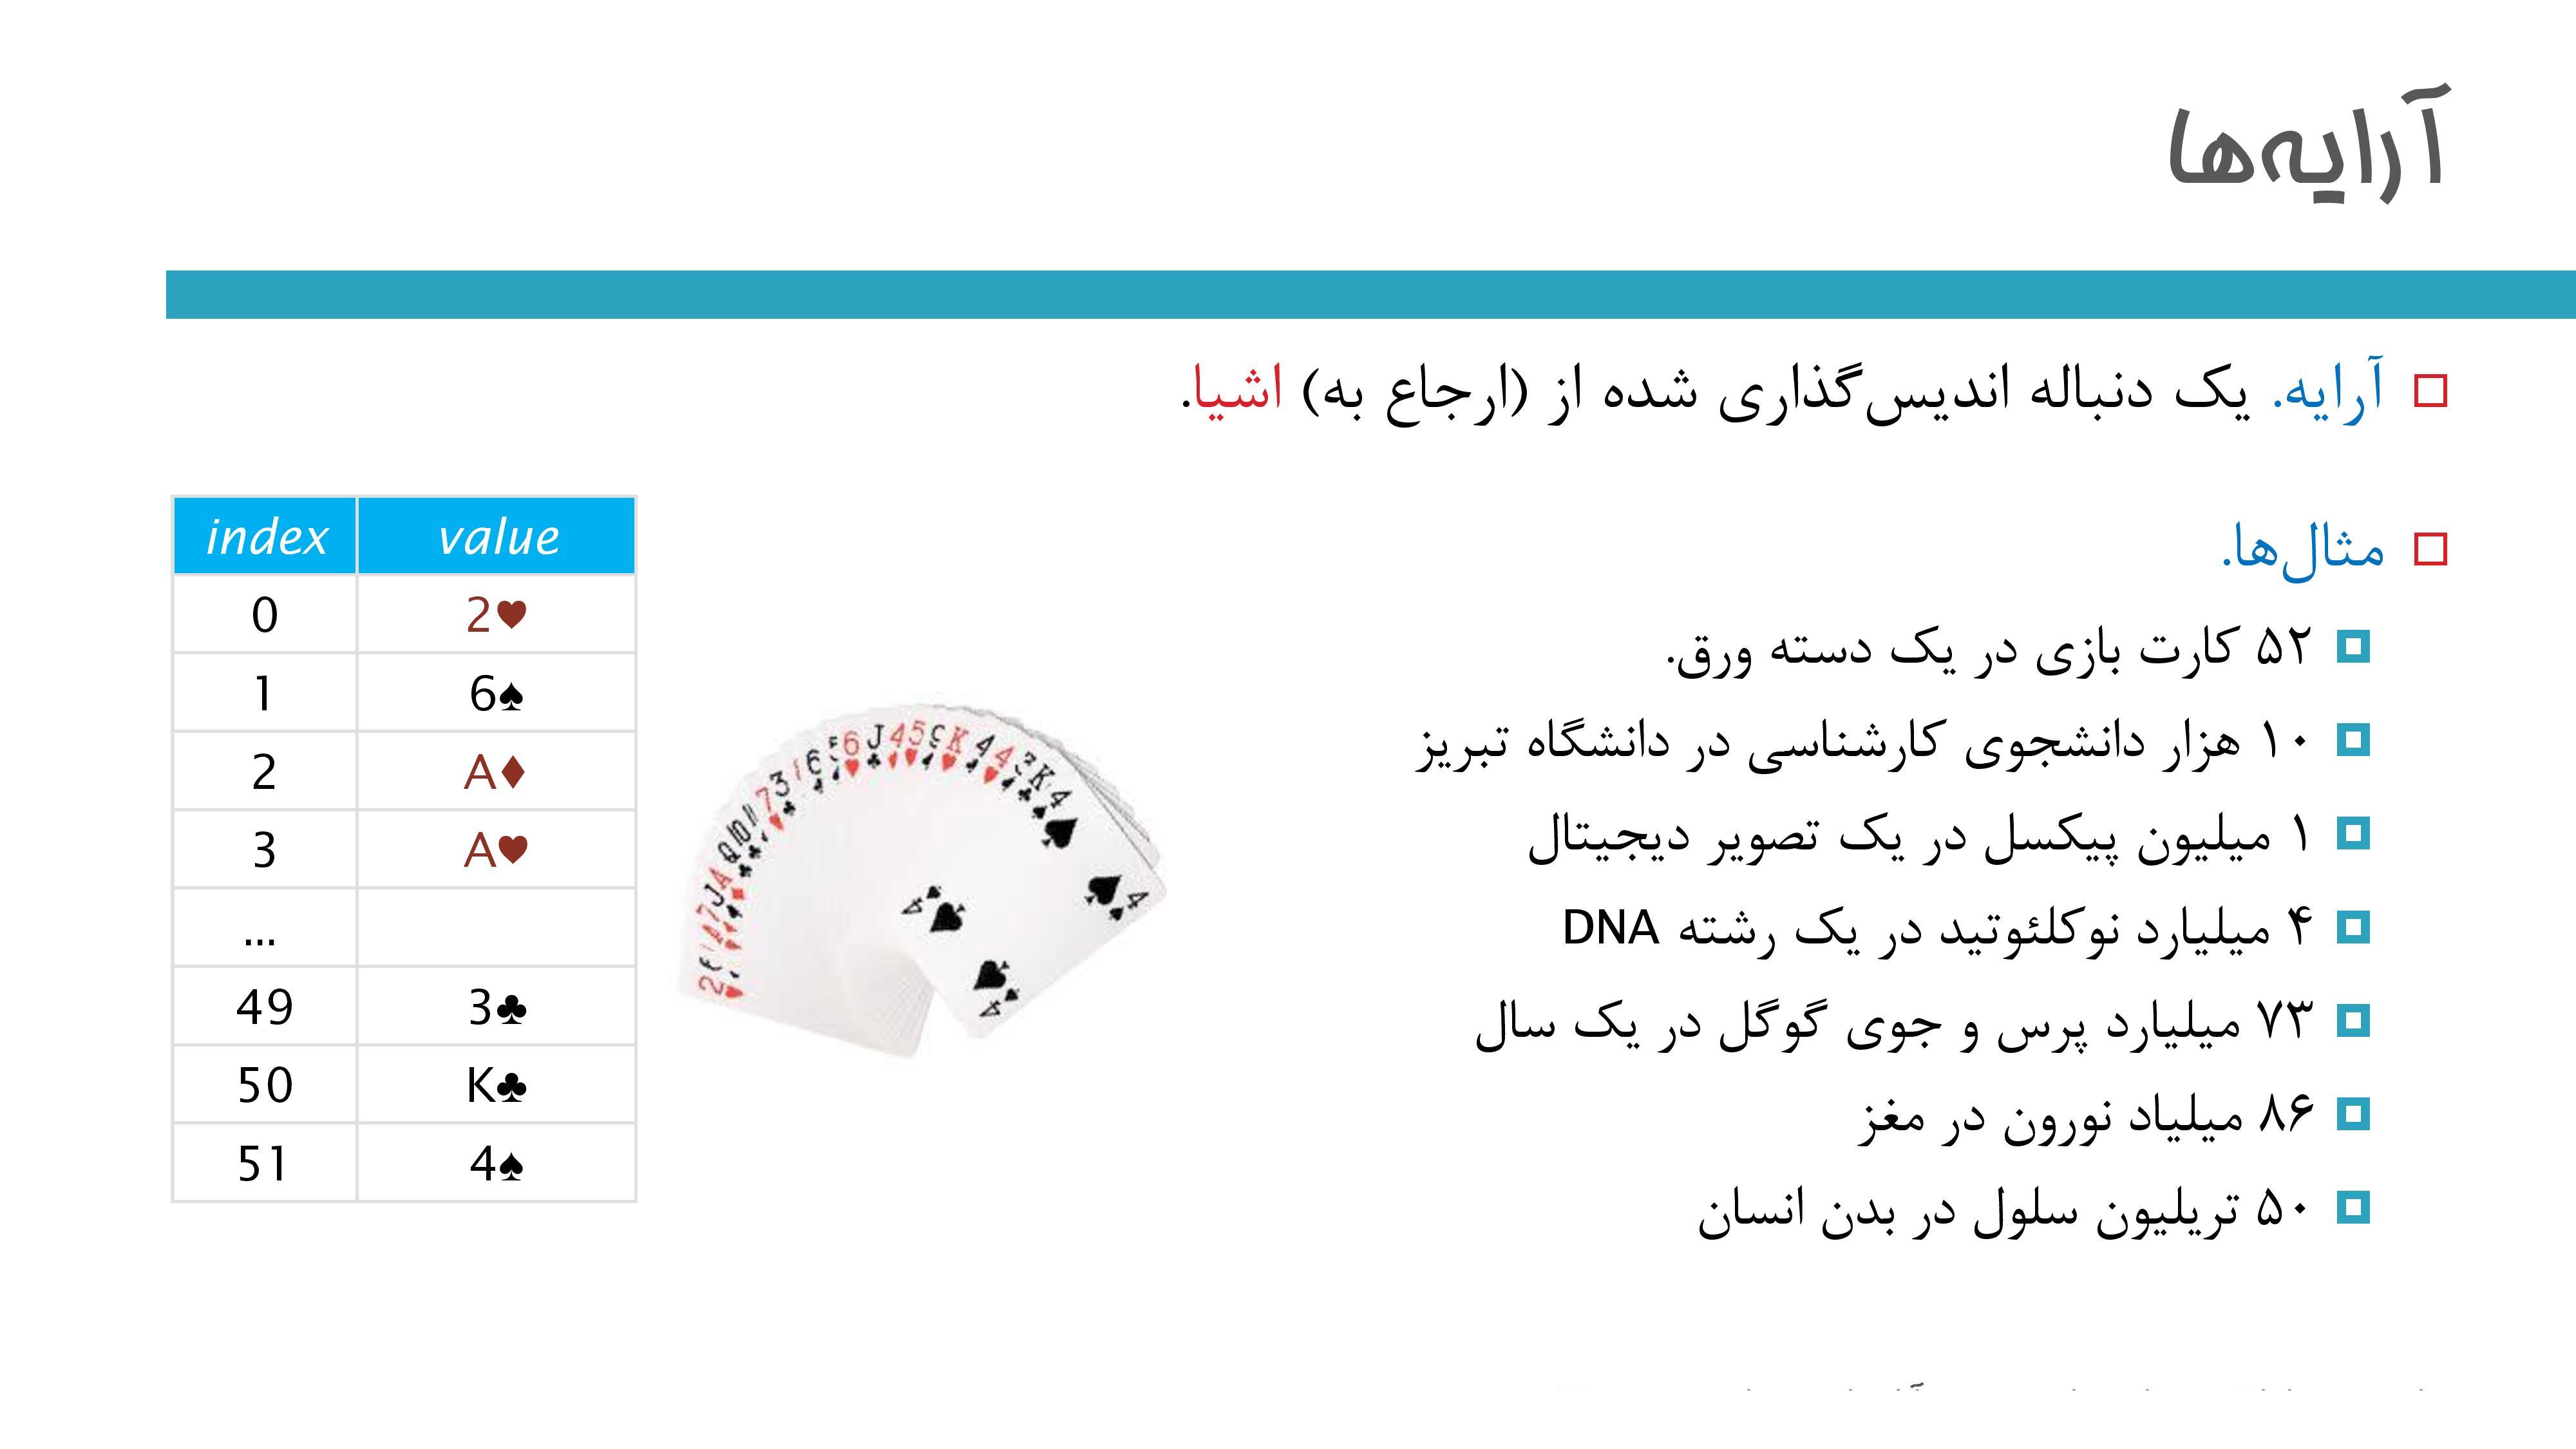 آرایه‌ها
آرایه. یک دنباله اندیس‌گذاری شده از (ارجاع به) اشیا.
مثال‌ها.
۵۲ کارت بازی در یک دسته ورق.
۱۰ هزار دانشجوی کارشناسی در دانشگاه تبریز
۱ میلیون پیکسل در یک تصویر دیجیتال
۴ میلیارد نوکلئوتید در یک رشته DNA
۷۳ میلیارد پرس و جوی گوگل در یک سال
۸۶ میلیاد نورون در مغز
۵۰ تریلیون سلول در بدن انسان
index value
0 2♥
1 6♠
2 A♦
3 A♥
...
49 3♣
50 K♣
51 4♠